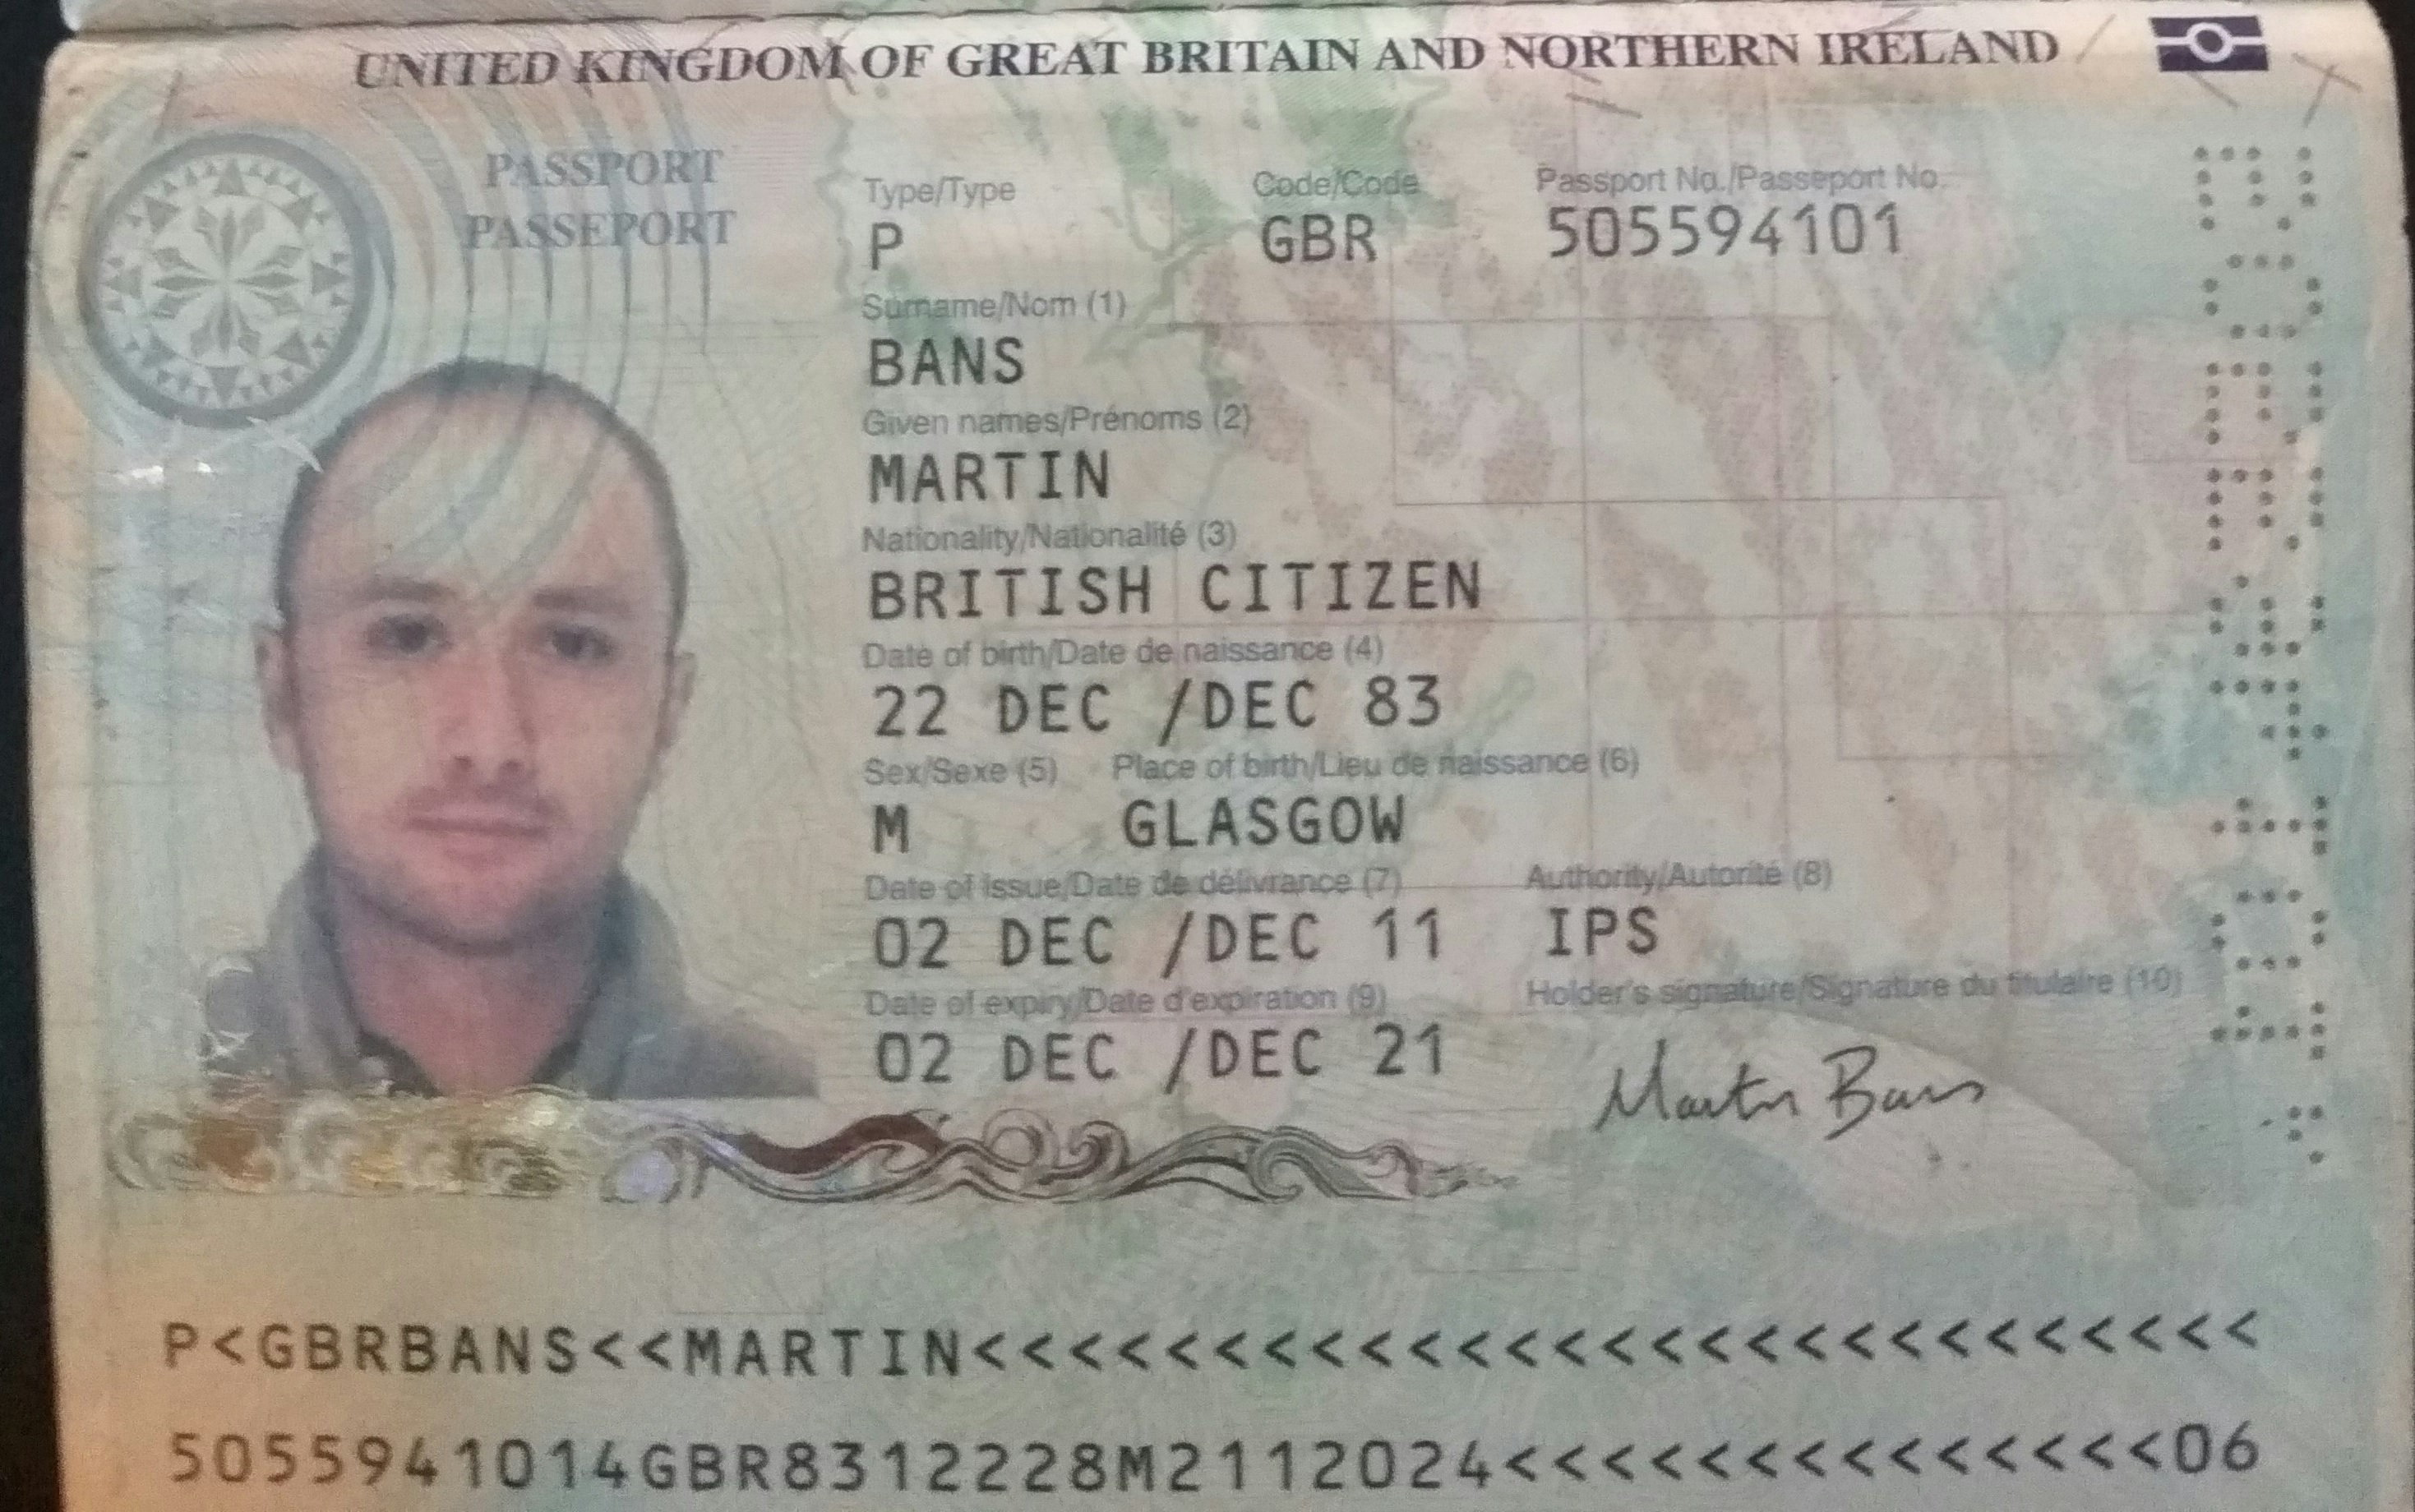 UNITED KINGDOM OF GREAT BRITAIN AND NORTHERN IRELAND
PASSPORT
PASSEPORT
Type/Type Code/Code Passport No./Passeport No.
P GBR 505594101
Surname/Nom (1)
BANS
Given names/Prénoms (2)
MARTIN
Nationality/Nationalité (3)
BRITISH CITIZEN
Date of birth/Date de naissance (4)
22 DEC /DEC 83
Sex/Sexe (5) Place of birth/Lieu de naissance (6)
M GLASGOW
Date of issue/Date de délivrance (7) Authority/Autorité (8)
02 DEC /DEC 11 IPS
Date of expiry/Date d'expiration (9) Holder's signature/Signature du titulaire (10)
02 DEC /DEC 21
Martin Bans
P<GBRBANS<<MARTIN<<<<<<<<<<<<<<<<<<<<<<<<<<<
5055941014GBR8312228M2112024<<<<<<<<<<<<<<06